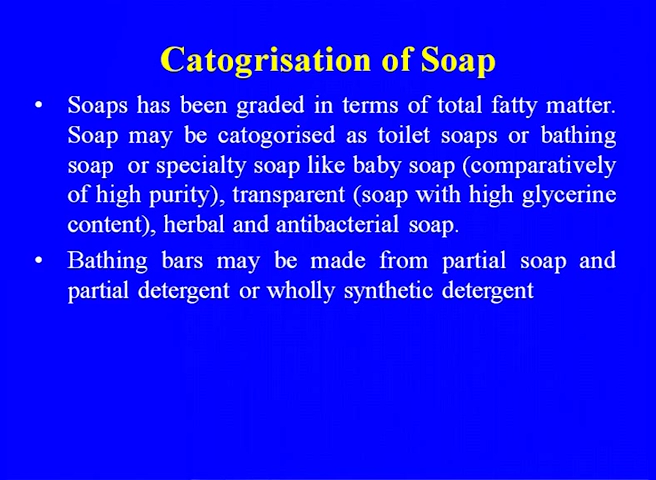 Catogrisation of Soap
• Soaps has been graded in terms of total fatty matter.
Soap may be catogorised as toilet soaps or bathing
soap or specialty soap like baby soap (comparatively
of high purity), transparent (soap with high glycerine
content), herbal and antibacterial soap.
• Bathing bars may be made from partial soap and
partial detergent or wholly synthetic detergent